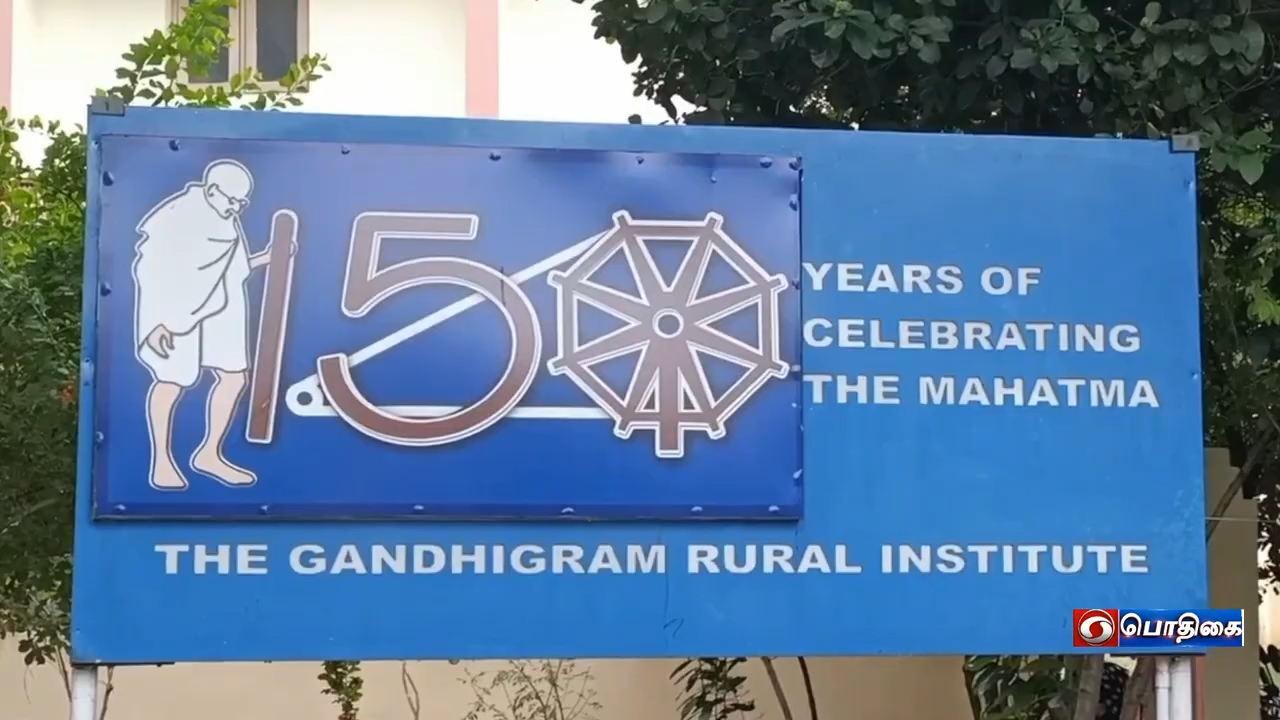 150
YEARS OF
CELEBRATING
THE MAHATMA
THE GANDHIGRAM RURAL INSTITUTE
பொதிகை